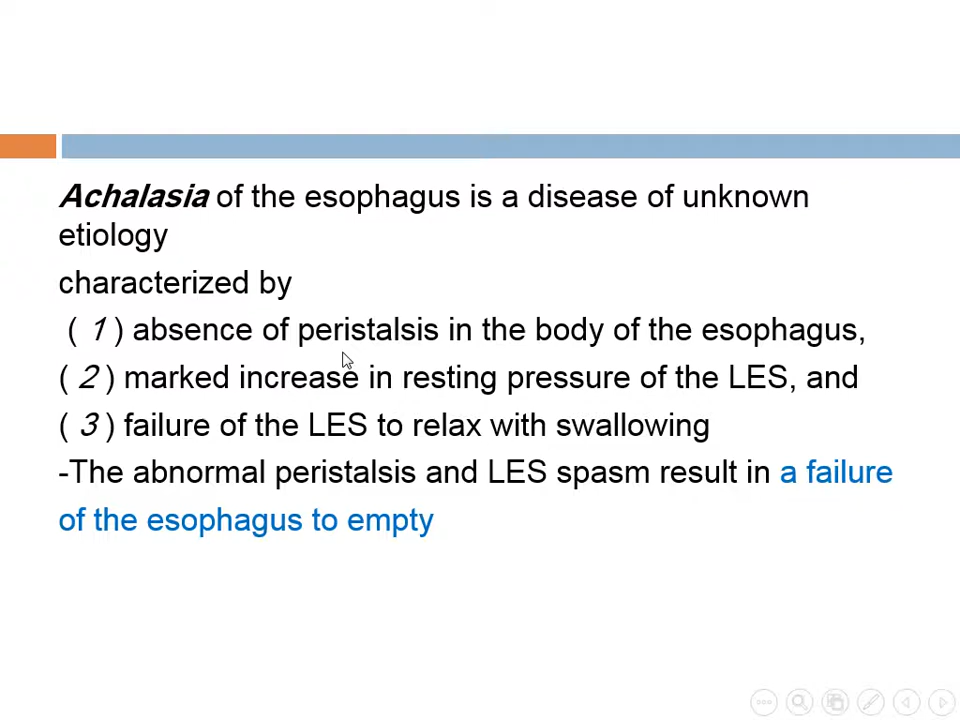 Achalasia of the esophagus is a disease of unknown
etiology
characterized by
( 1 ) absence of peristalsis in the body of the esophagus,
( 2 ) marked increase in resting pressure of the LES, and
( 3 ) failure of the LES to relax with swallowing
-The abnormal peristalsis and LES spasm result in a failure
of the esophagus to empty